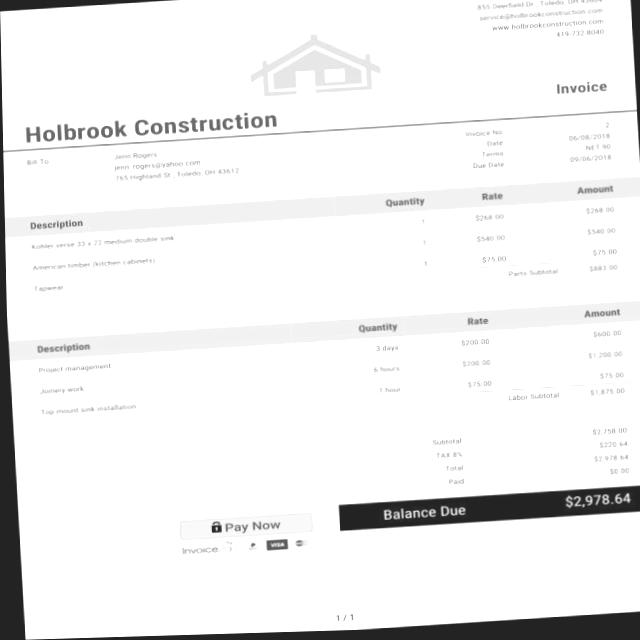 855 Deerfield Dr , Toledo, OH
service@holbrookconstruction.com
www.holbrookconstruction.com
419-732-8040
Invoice
Holbrook Construction
Bill To
Jenn Rogers
jenn.rogers@yahoo.com
765 Highland St , Toledo, OH 43612
Invoice No 2
Date 06/08/2018
Terms NET 90
Due Date 09/06/2018
Description Quantity Rate Amount
Kohler verse 33 x 22 medium double sink 1 $268.00 $268.00
American timber (kitchen cabinets) 1 $540.00 $540.00
Tapwear 1 $75.00 $75.00
Parts Subtotal $883.00
Description Quantity Rate Amount
Project management 3 days $200.00 $600.00
Joinery work 6 hours $200.00 $1,200.00
Top mount sink installation 1 hour $75.00 $75.00
Labor Subtotal $1,875.00
Subtotal $2,758.00
TAX 8% $220.64
Total $2,978.64
Paid $0.00
Balance Due $2,978.64
Pay Now
Invoice
VISA
1 / 1